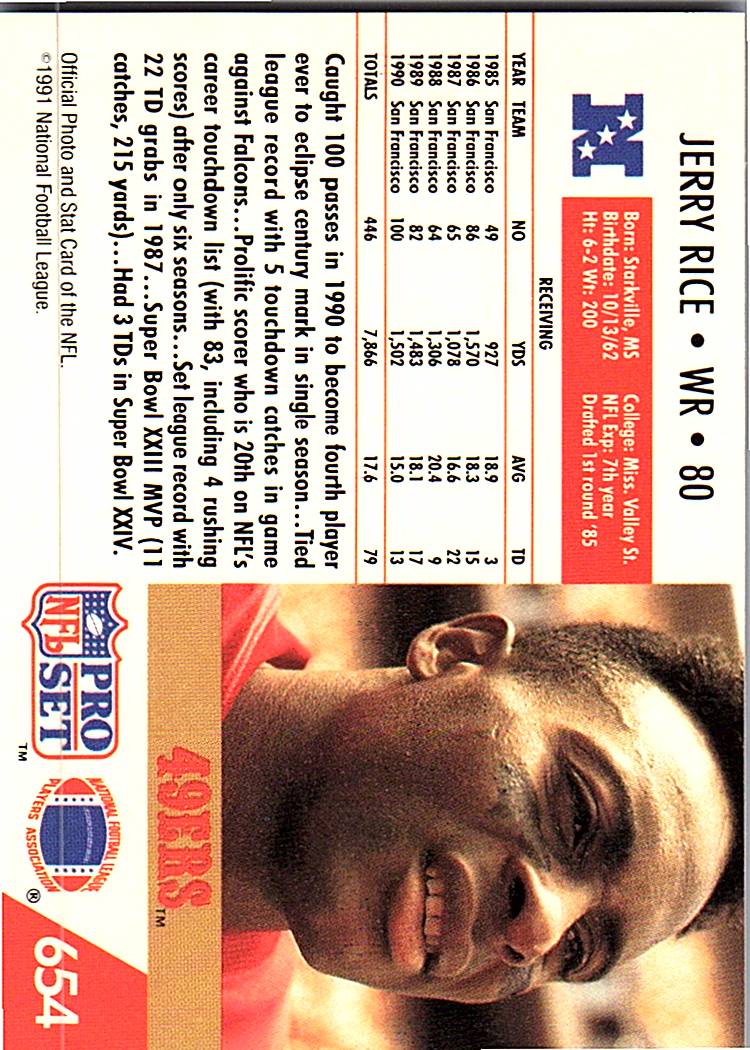 JERRY RICE • WR • 80
N
Born: Starkville, MS College: Miss. Valley St.
Birthdate: 10/13/62 NFL Exp: 7th year
Ht: 6-2 Wt: 200 Drafted 1st round '85
RECEIVING
YEAR TEAM NO YDS AVG TD
1985 San Francisco 49 927 18.9 3
1986 San Francisco 86 1,570 18.3 15
1987 San Francisco 65 1,078 16.6 22
1988 San Francisco 64 1,306 20.4 9
1989 San Francisco 82 1,483 18.1 17
1990 San Francisco 100 1,502 15.0 13
TOTALS 446 7,866 17.6 79
Caught 100 passes in 1990 to become fourth player
ever to eclipse century mark in single season...Tied
league record with 5 touchdown catches in game
against Falcons...Prolific scorer who is 20th on NFL's
career touchdown list (with 83, including 4 rushing
scores) after only six seasons...Set league record with
22 TD grabs in 1987...Super Bowl XXIII MVP (11
catches, 215 yards)...Had 3 TDs in Super Bowl XXIV.
Official Photo and Stat Card of the NFL.
©1991 National Football League.
49ERS™
PRO
NFL SET™
NATIONAL FOOTBALL LEAGUE
PLAYERS ASSOCIATION®
654